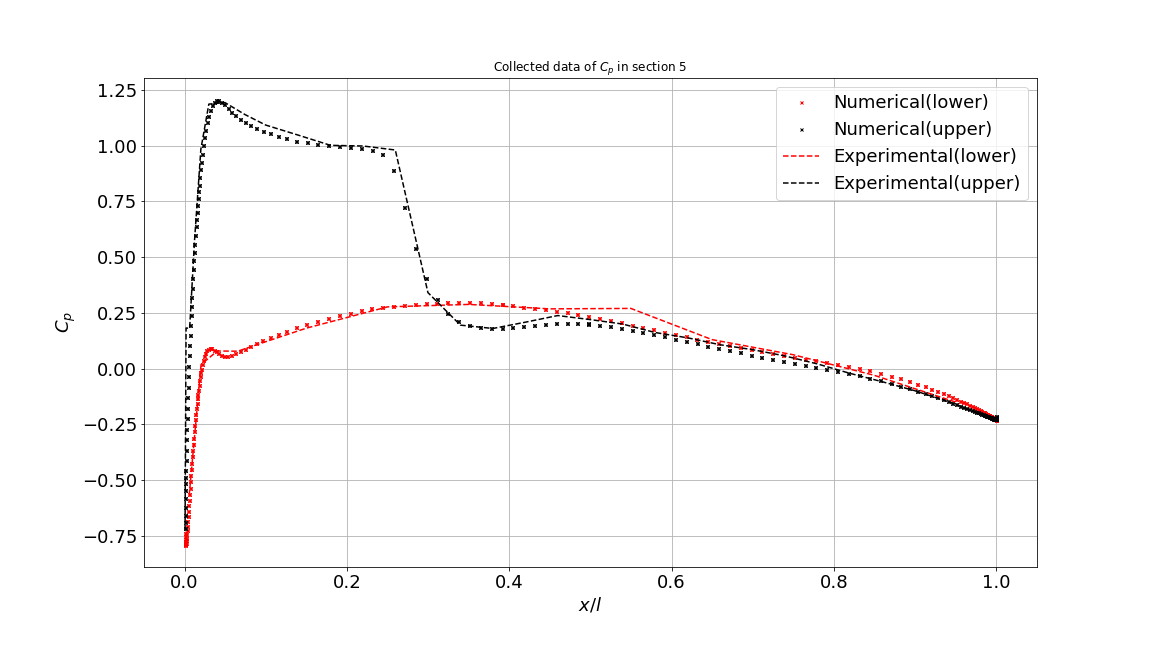 Collected data of $C_p$ in section 5
1.25
1.00
0.75
0.50
0.25
0.00
−0.25
−0.50
−0.75
$C_p$
0.0 0.2 0.4 0.6 0.8 1.0
x/l
Numerical(lower)
Numerical(upper)
Experimental(lower)
Experimental(upper)